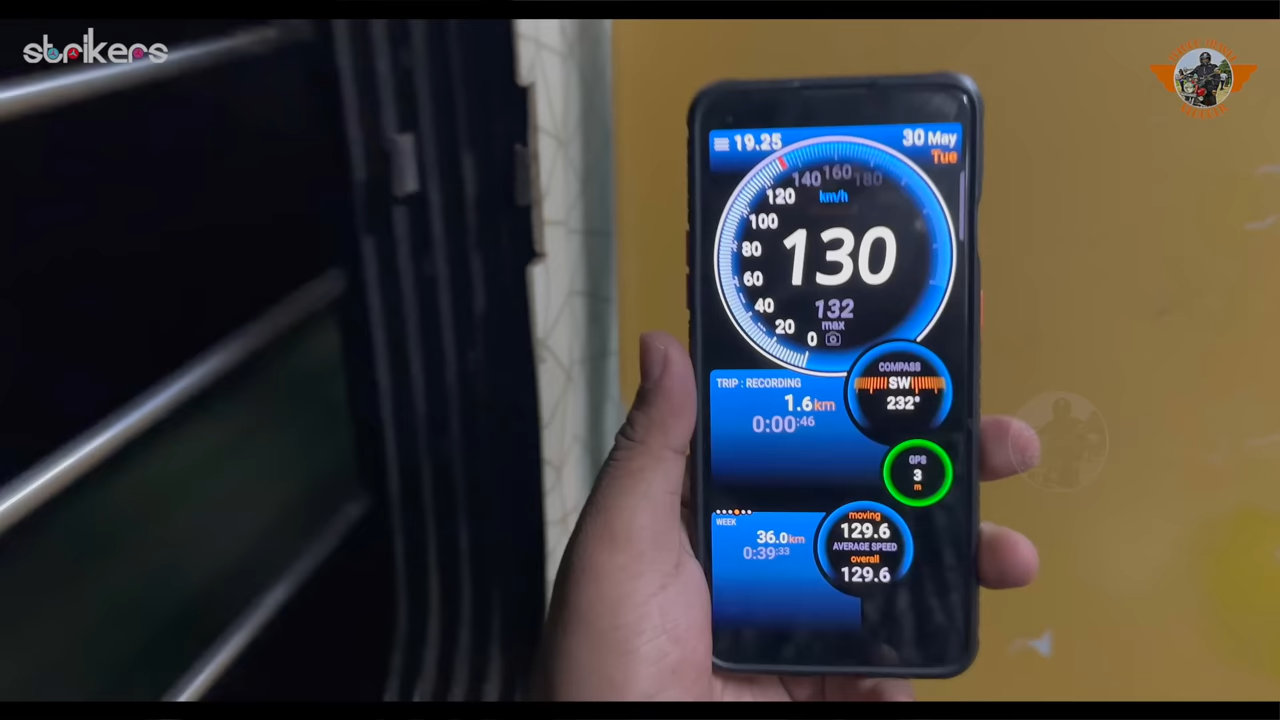 strikers
19.25
30 May
Tue
140 160 180
120
km/h
100
130
80
60
40
132
20
max
0
COMPASS
TRIP : RECORDING
SW
1.6km
232°
0:00:46
GPS
3
m
WEEK
moving
36.0km
129.6
0:39:33
AVERAGE SPEED
overall
129.6